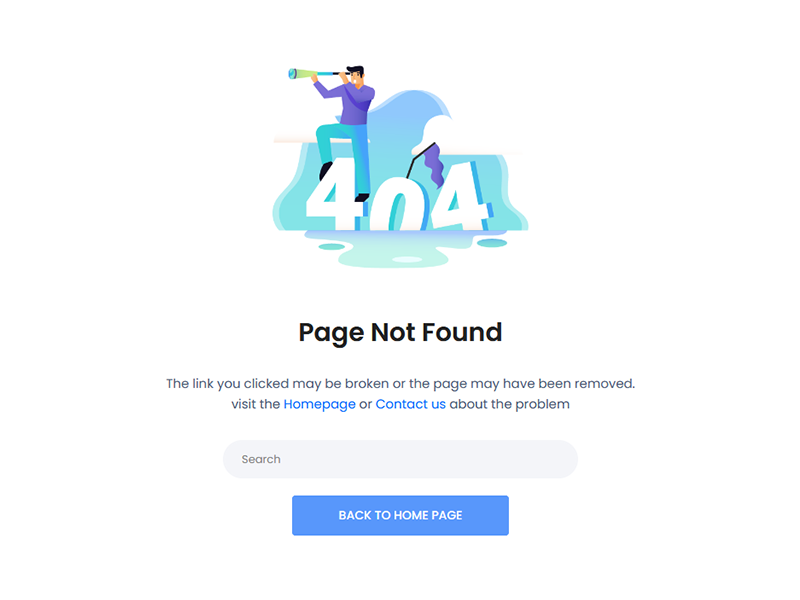 404
Page Not Found
The link you clicked may be broken or the page may have been removed.
visit the Homepage or Contact us about the problem
Search
BACK TO HOME PAGE